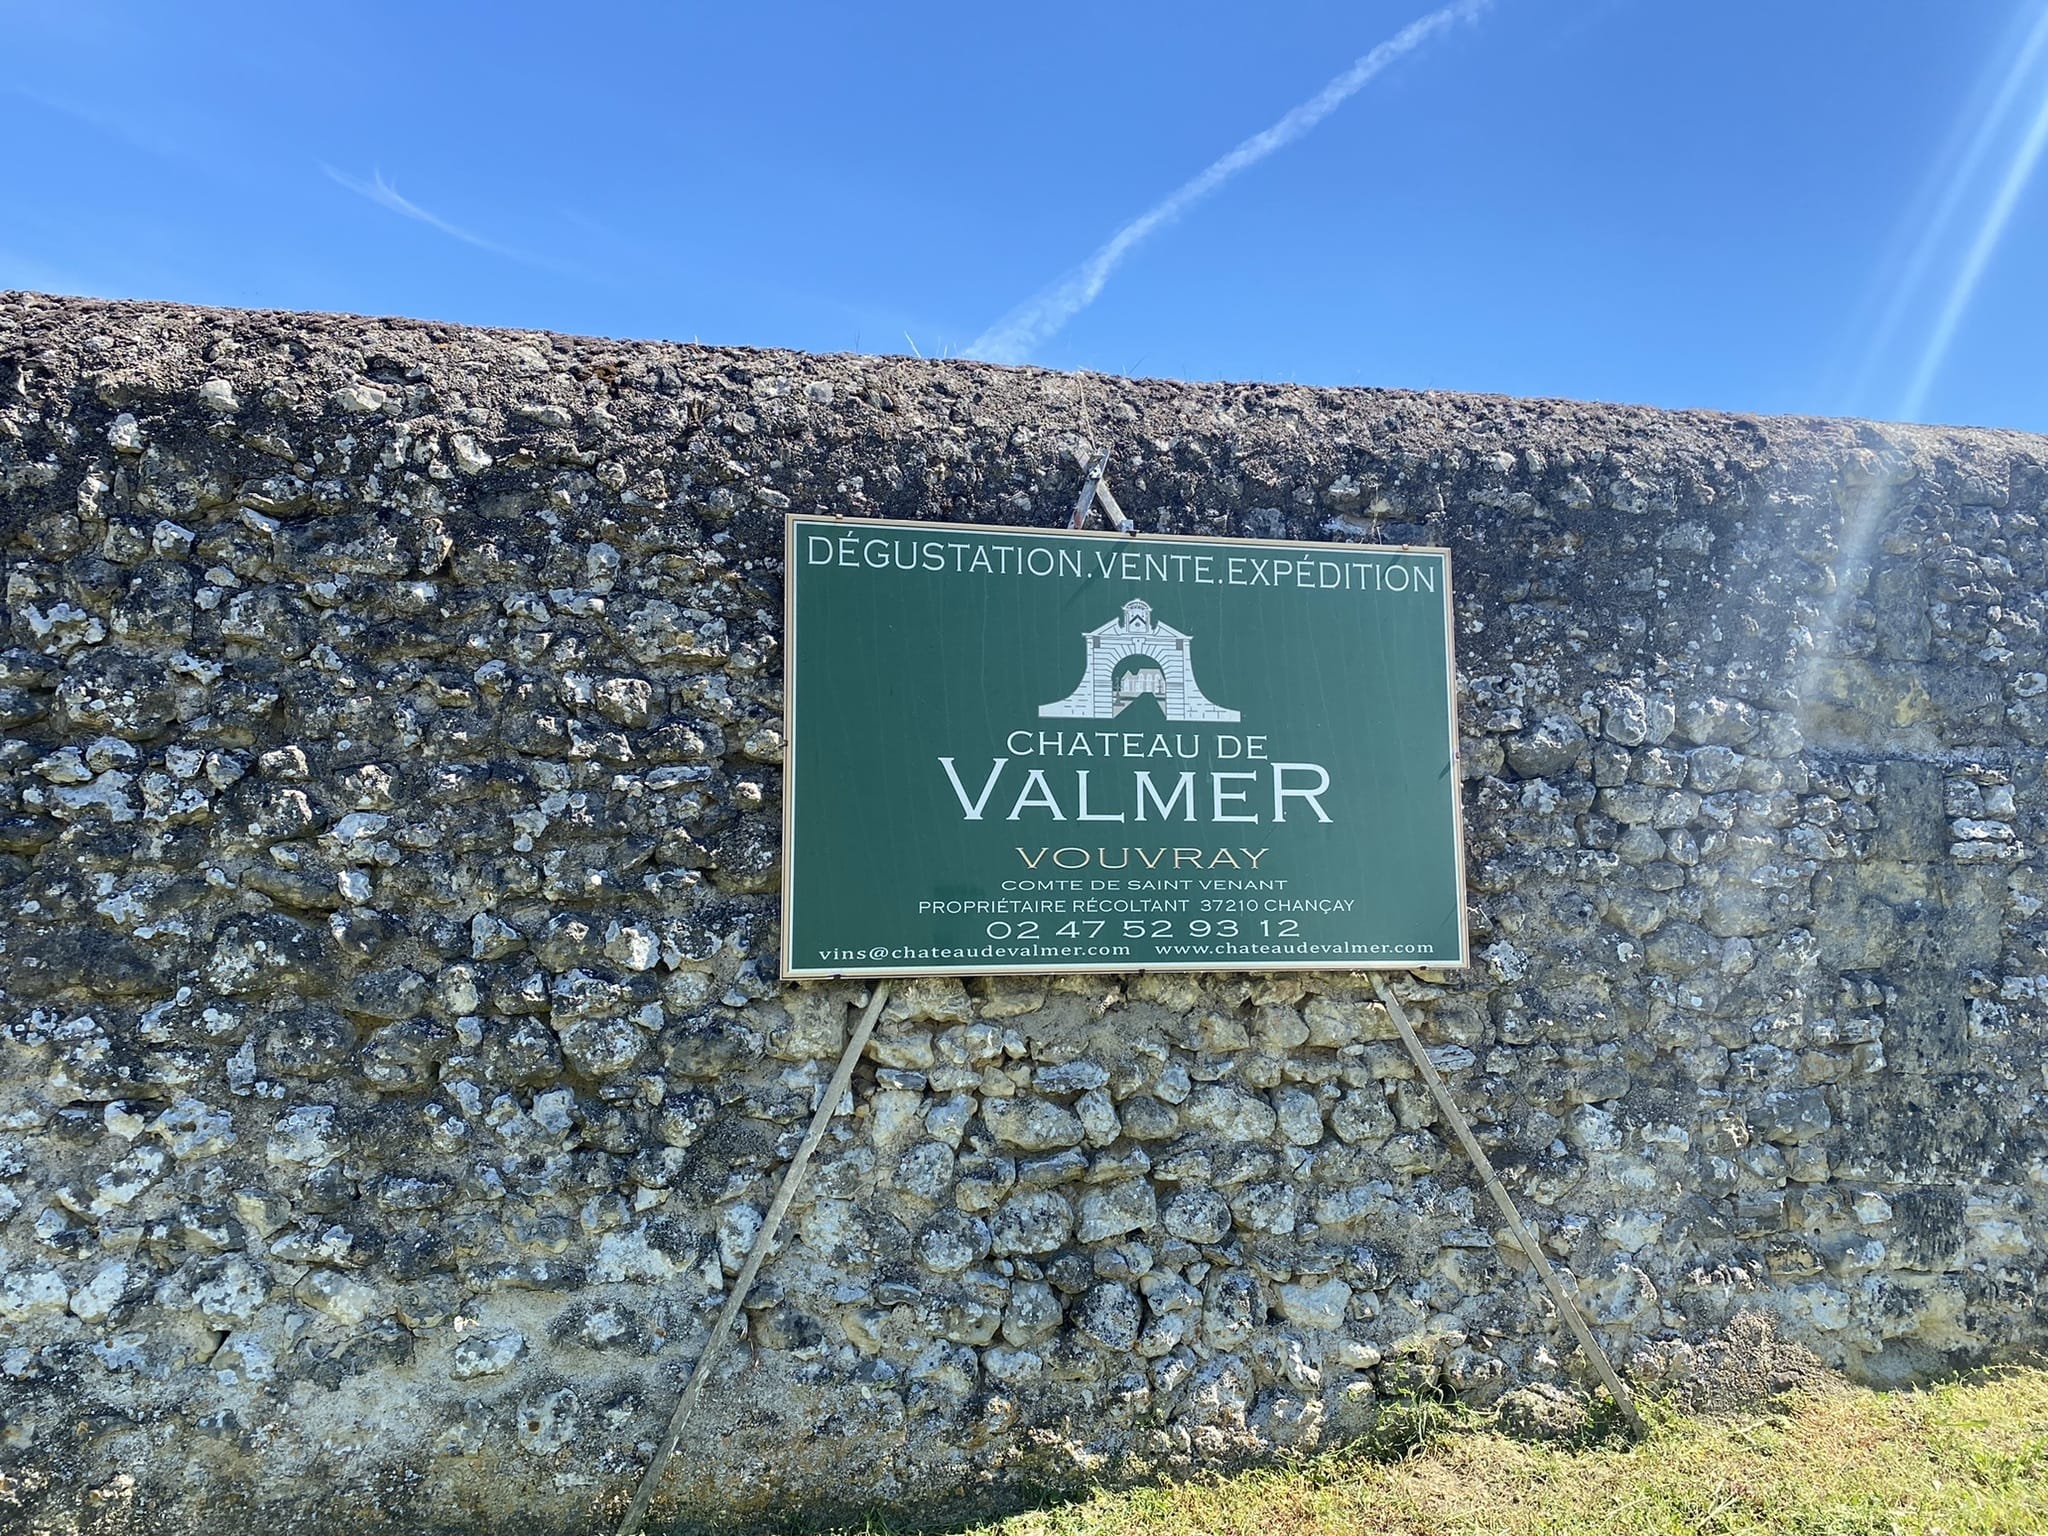 DÉGUSTATION.VENTE.EXPÉDITION
CHATEAU DE
VALMER
VOUVRAY
COMTE DE SAINT VENANT
PROPRIÉTAIRE RÉCOLTANT 37210 CHANÇAY
02 47 52 93 12
vins@chateaudevalmer.com www.chateaudevalmer.com